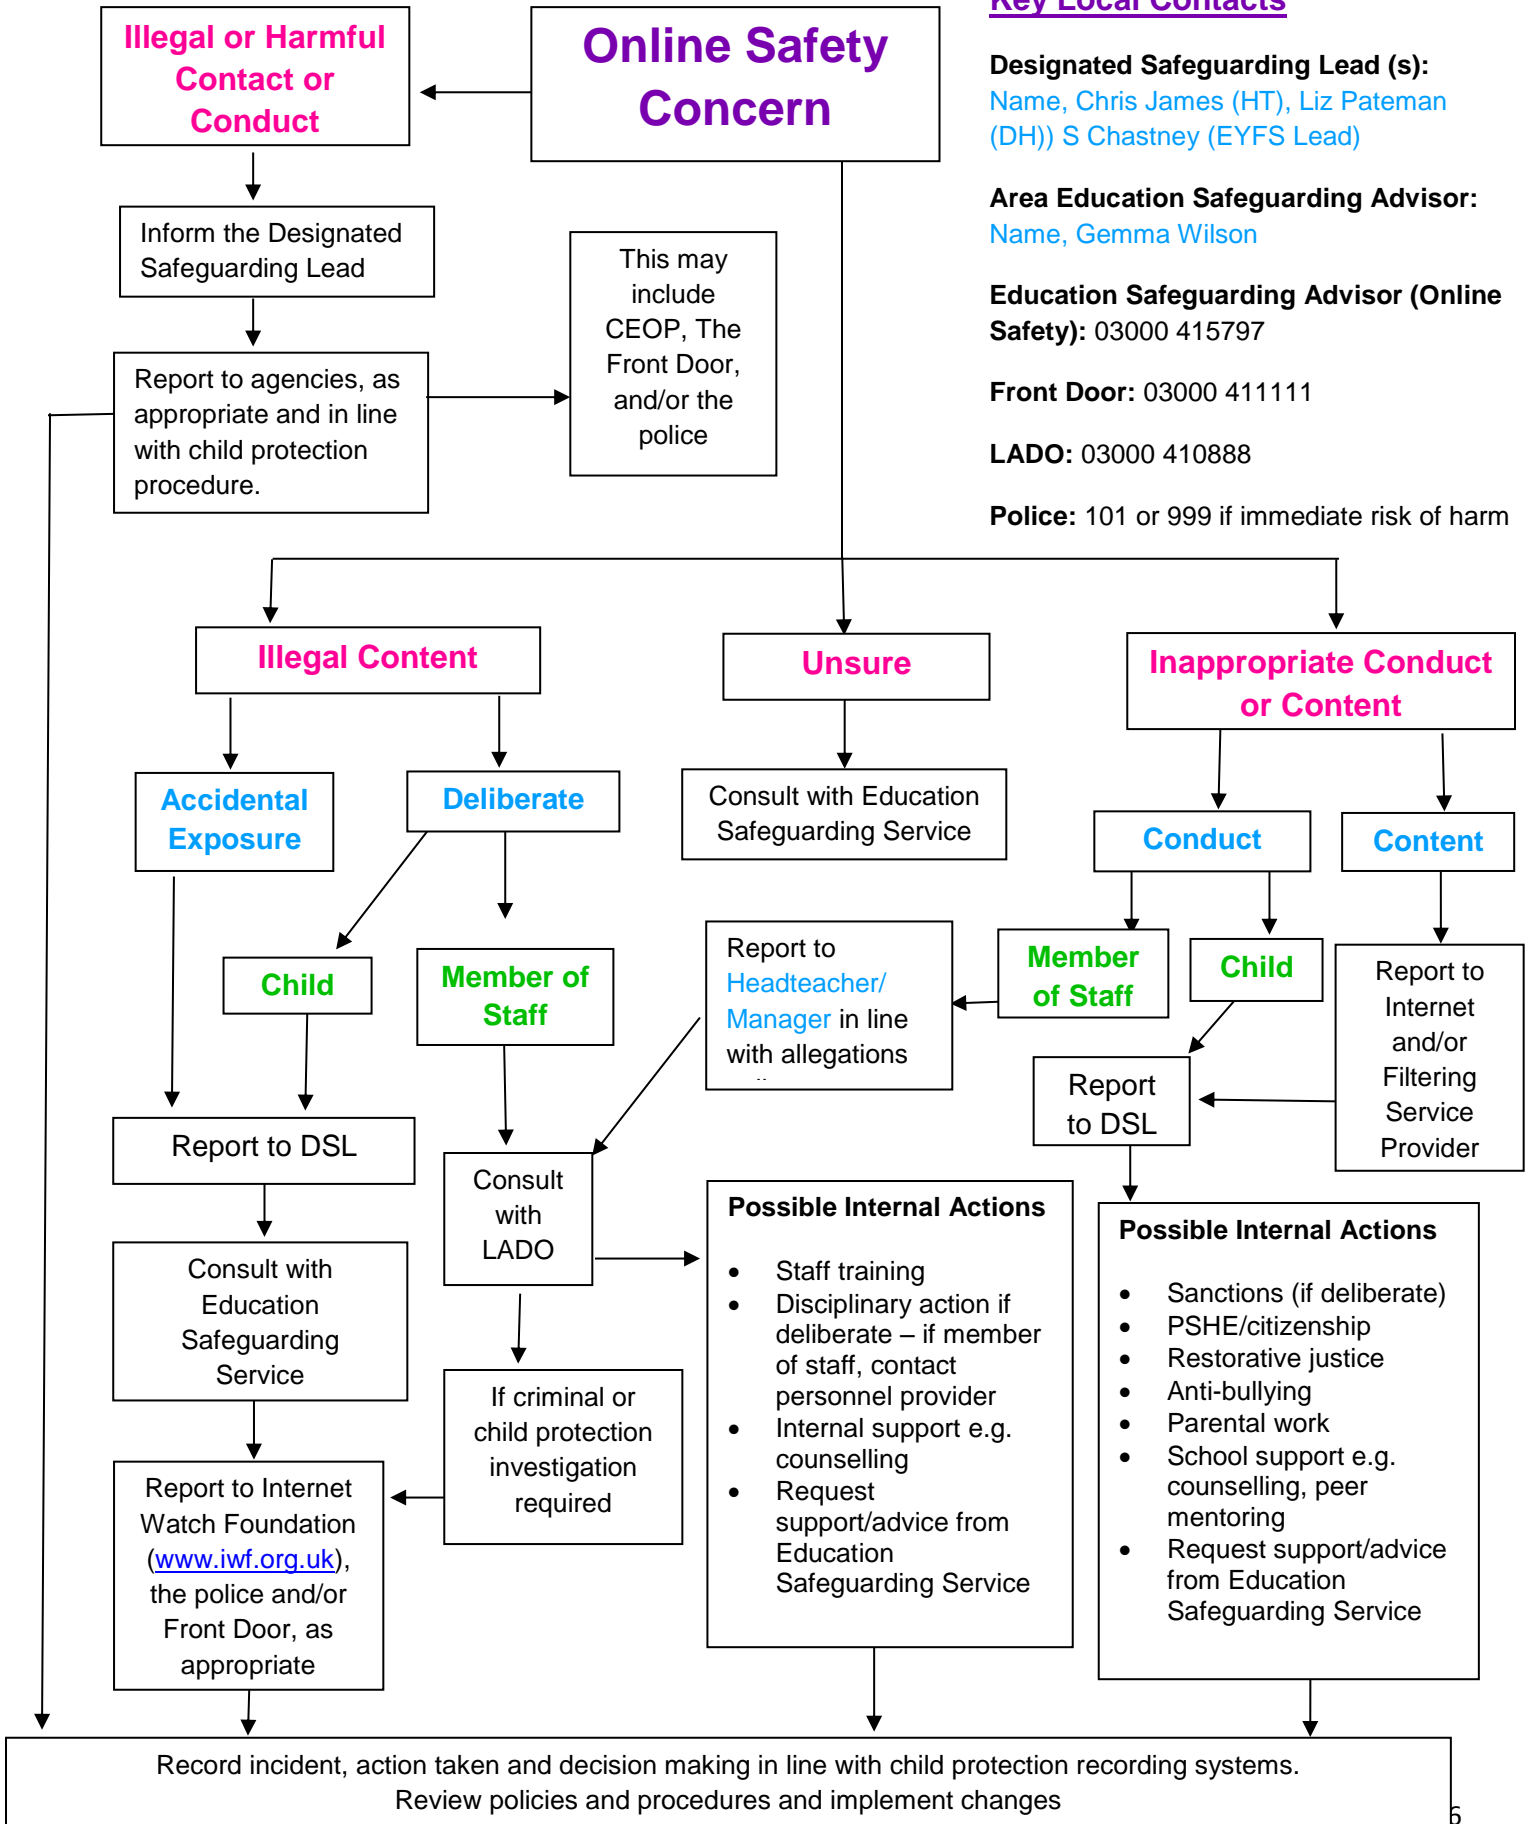 Key Local Contacts
Illegal or Harmful
Contact or
Conduct
Online Safety
Concern
Designated Safeguarding Lead (s):
Name, Chris James (HT), Liz Pateman
(DH)) S Chastney (EYFS Lead)
Area Education Safeguarding Advisor:
Name, Gemma Wilson
Education Safeguarding Advisor (Online
Safety): 03000 415797
Front Door: 03000 411111
LADO: 03000 410888
Police: 101 or 999 if immediate risk of harm
Inform the Designated
Safeguarding Lead
Report to agencies, as
appropriate and in line
with child protection
procedure.
This may
include
CEOP, The
Front Door,
and/or the
police
Illegal Content
Unsure
Inappropriate Conduct
or Content
Accidental
Exposure
Deliberate
Consult with Education
Safeguarding Service
Conduct
Content
Child
Member of
Staff
Report to
Headteacher/
Manager in line
with allegations
Member
of Staff
Child
Report to
Internet
and/or
Filtering
Service
Provider
Report to DSL
Report
to DSL
Consult
with
LADO
Consult with
Education
Safeguarding
Service
If criminal or
child protection
investigation
required
Report to Internet
Watch Foundation
(www.iwf.org.uk),
the police and/or
Front Door, as
appropriate
Possible Internal Actions
• Staff training
• Disciplinary action if
deliberate – if member
of staff, contact
personnel provider
• Internal support e.g.
counselling
• Request
support/advice from
Education
Safeguarding Service
Possible Internal Actions
• Sanctions (if deliberate)
• PSHE/citizenship
• Restorative justice
• Anti-bullying
• Parental work
• School support e.g.
counselling, peer
mentoring
• Request support/advice
from Education
Safeguarding Service
Record incident, action taken and decision making in line with child protection recording systems.
Review policies and procedures and implement changes
6